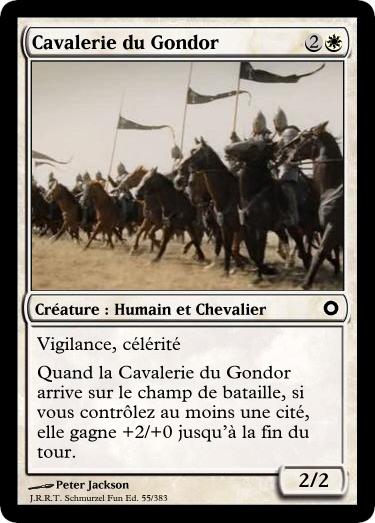 Cavalerie du Gondor 2
Créature : Humain et Chevalier
Vigilance, célérité
Quand la Cavalerie du Gondor
arrive sur le champ de bataille, si
vous contrôlez au moins une cité,
elle gagne +2/+0 jusqu'à la fin du
tour.
Peter Jackson
2/2
J.R.R.T. Schmurzel Fun Ed. 55/383